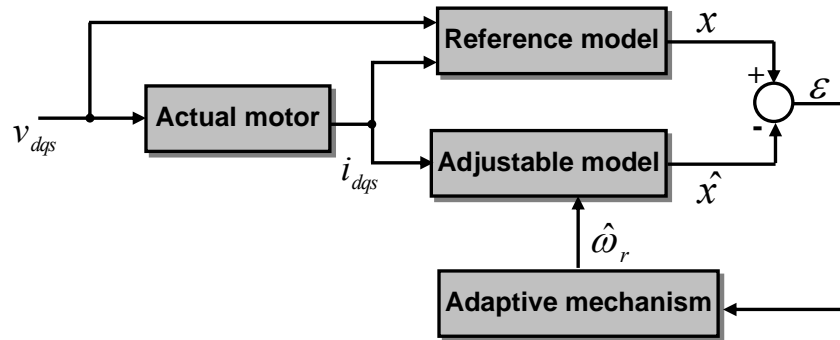 Reference model
x
+
ε
-
Actual motor
v_dqs
i_dqs
Adjustable model
x̂
ω̂_r
Adaptive mechanism